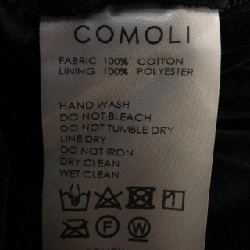 COMOLI
FABRIC 100% COTTON
LINING 100% POLYESTER
HAND WASH
DO NOT BLEACH
DO NOT TUMBLE DRY
LINE DRY
DO NOT IRON
DRY CLEAN
WET CLEAN
F W